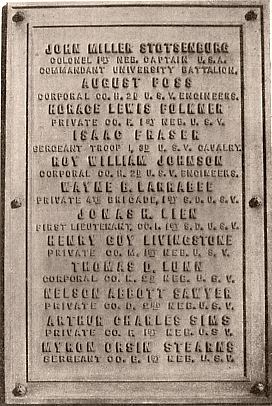 JOHN MILLER STOTSENBURG
COLONEL 1ST NEB. CAPTAIN U.S.A.
COMMANDANT UNIVERSITY BATTALION.
AUGUST FOSS
CORPORAL CO. H. 2D U.S.V. ENGINEERS.
HORACE LEWIS FULKNER
PRIVATE CO. F. 1ST NEB. U.S.V.
ISAAC FRASER
SERGEANT TROOP I, 3D U.S.V. CAVALRY.
ROY WILLIAM JOHNSON
CORPORAL CO. H. 2D U.S.V. ENGINEERS.
WAYNE B. LARRABEE
PRIVATE 4TH BRIGADE, 1ST S.D.U.S.V.
JONAS H. LIEN
FIRST LIEUTENANT, CO. I. 1ST S.D.U.S.V.
HENRY GUY LIVINGSTONE
PRIVATE CO. M. 1ST NEB. U.S.V.
THOMAS D. LUNN
CORPORAL CO. K. 2D NEB. U.S.V.
NELSON ABBOTT SAWYER
PRIVATE CO. D. NEB. U.S.V.
ARTHUR CHARLES SIMS
PRIVATE CO. F. 1ST NEB. U.S.V.
MYRON ORSIN STEARNS
SERGEANT CO. E. 1ST NEB. U.S.V.